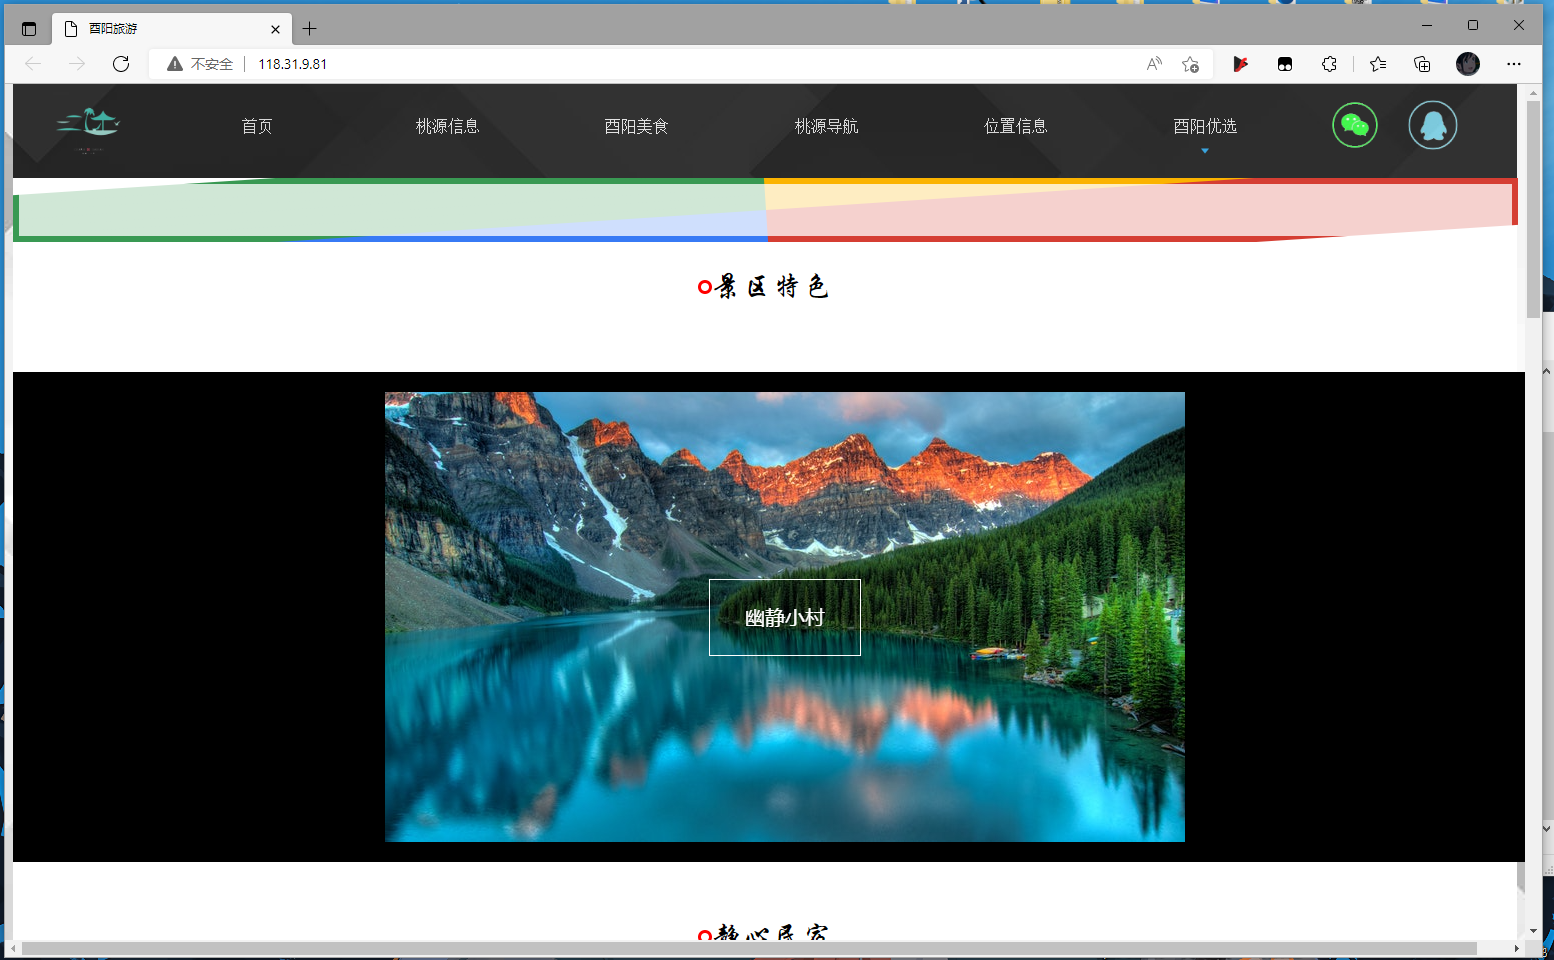 酉阳旅游
不安全 118.31.9.81
首页 桃源信息 酉阳美食 桃源导航 位置信息 酉阳优选
景区特色
幽静小村
静心民宿